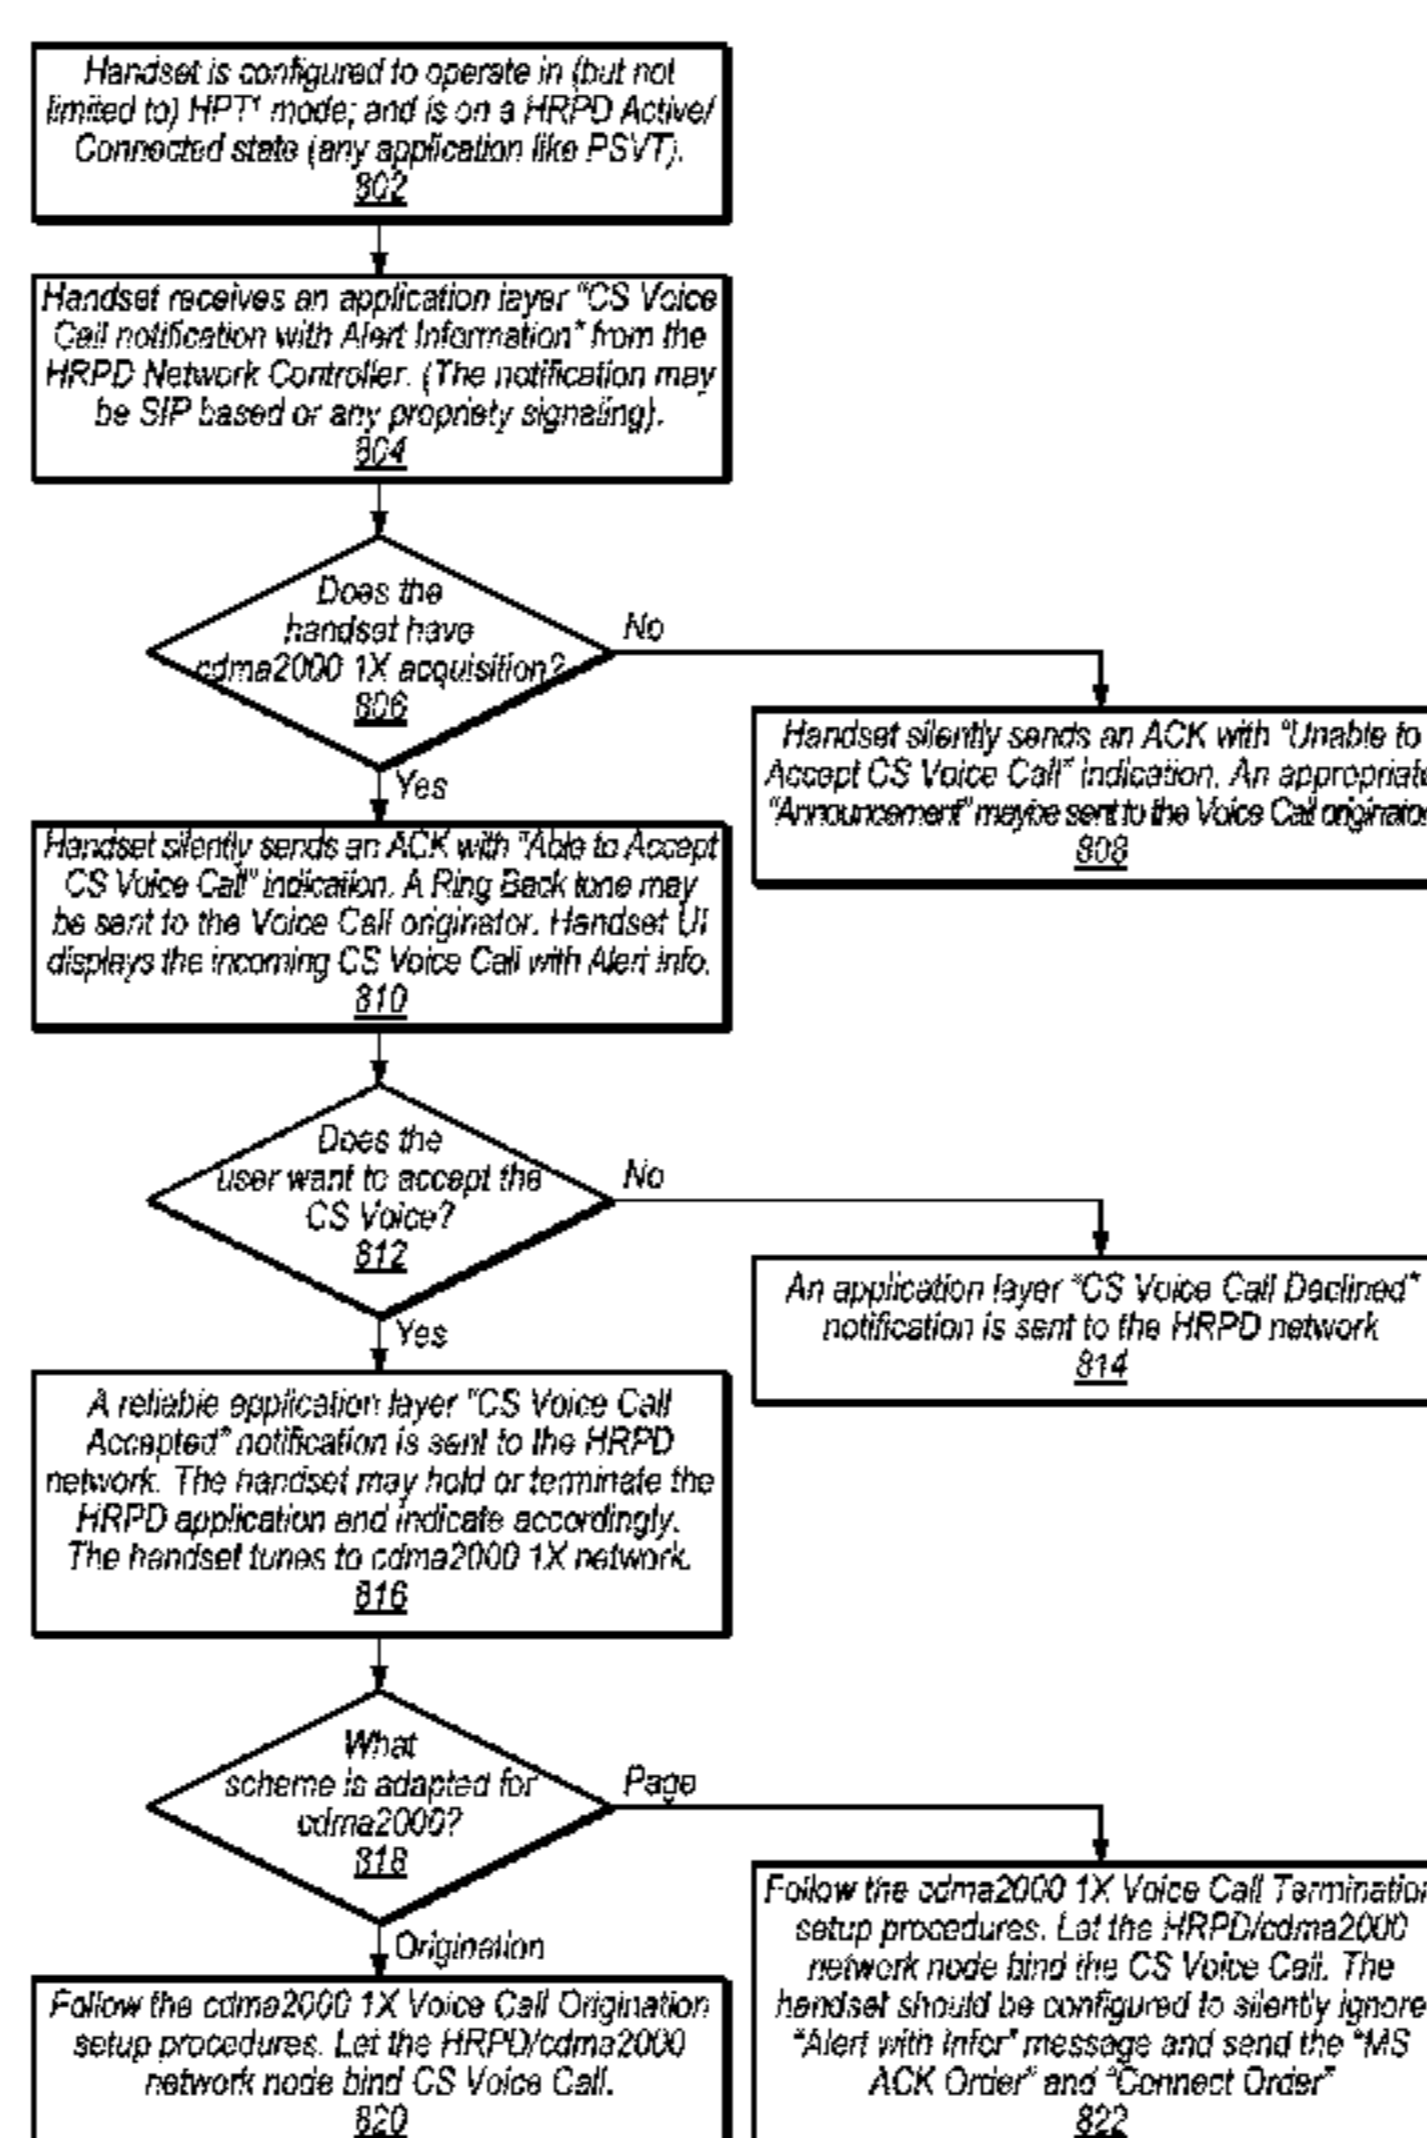 Handset is configured to operate in (but not
limited to) HPT* mode; and is on a HRPD Active/
Connected state (any application like PSVT).
802
Handset receives an application layer "CS Voice
Call notification with Alert Information" from the
HRPD Network Controller. (The notification may
be SIP based or any propriety signaling).
804
Does the
handset have
cdma2000 1X acquisition?
806
No
Yes
Handset silently sends an ACK with "Unable to
Accept CS Voice Call" indication. An appropriate
"Announcement" maybe sent to the Voice Call originator
808
Handset silently sends an ACK with "Able to Accept
CS Voice Call" indication. A Ring Back tone may
be sent to the Voice Call originator. Handset UI
displays the incoming CS Voice Call with Alert info.
810
Does the
user want to accept the
CS Voice?
812
No
Yes
An application layer "CS Voice Call Declined"
notification is sent to the HRPD network
814
A reliable application layer "CS Voice Call
Accepted" notification is sent to the HRPD
network. The handset may hold or terminate the
HRPD application and indicate accordingly.
The handset tunes to cdma2000 1X network.
816
What
scheme is adapted for
cdma2000?
818
Page
Origination
Follow the cdma2000 1X Voice Call Termination
setup procedures. Let the HRPD/cdma2000
network node bind the CS Voice Call. The
handset should be configured to silently ignore
"Alert with Infor" message and send the "MS
ACK Order" and "Connect Order"
822
Follow the cdma2000 1X Voice Call Origination
setup procedures. Let the HRPD/cdma2000
network node bind CS Voice Call.
820